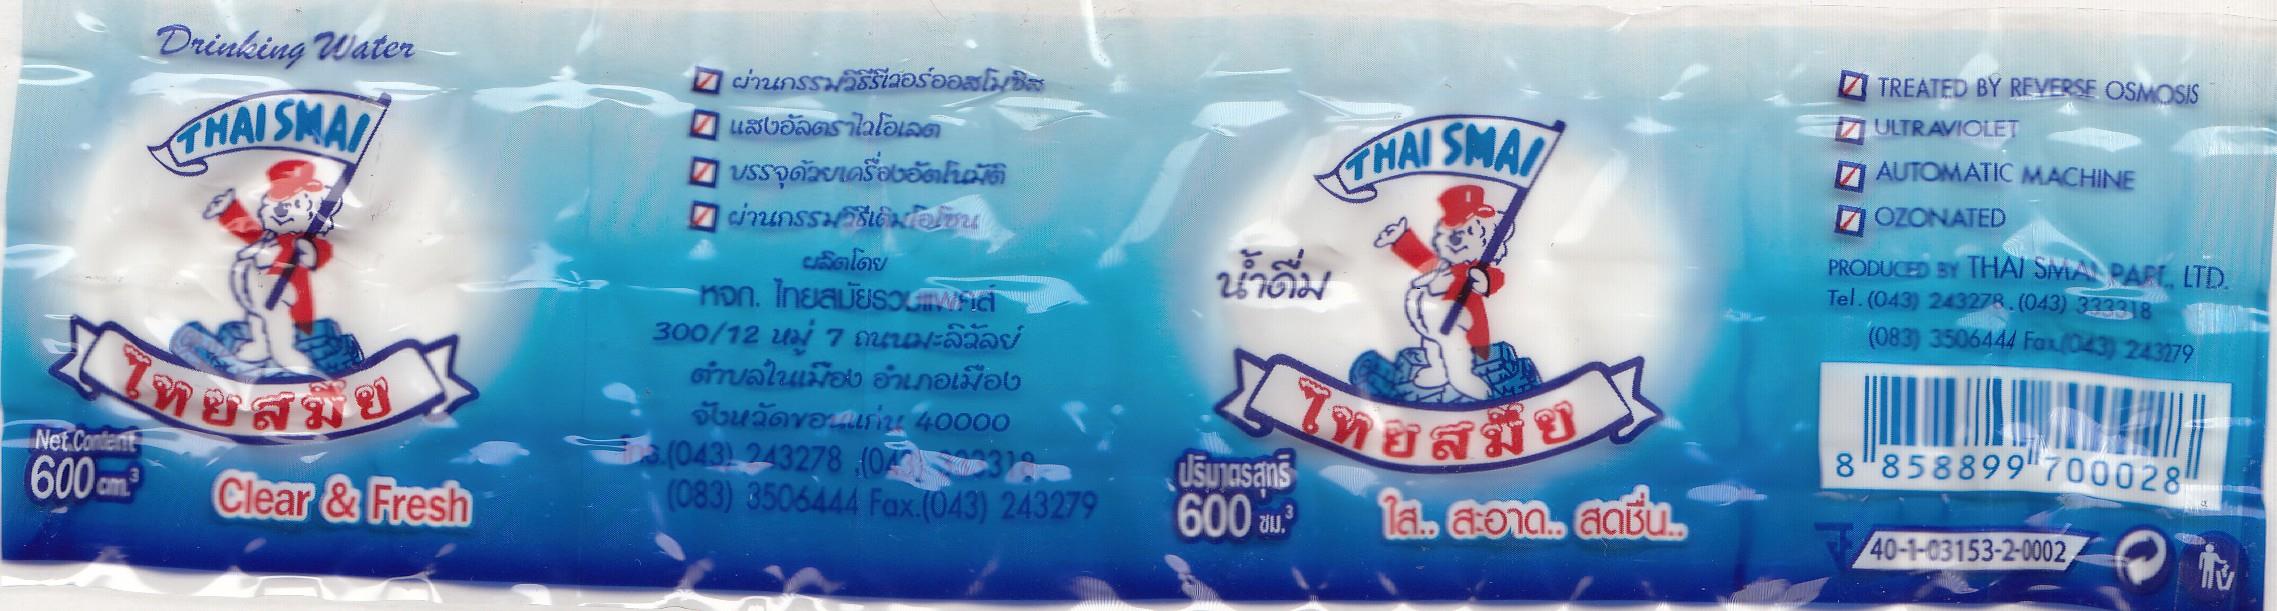 Drinking Water
THAI SMAI
ไทยสมัย
Net.Content
600 cm.³
Clear & Fresh
ผ่านกรรมวิธีรีเวอร์ออสโมซิส
แสงอัลตราไวโอเลต
บรรจุด้วยเครื่องอัตโนมัติ
ผ่านกรรมวิธีเติมโอโซน
ผลิตโดย
หจก. ไทยสมัยรวมแพคส์
300/12 หมู่ 7 ถนนมะลิวัลย์
ตำบลในเมือง อำเภอเมือง
จังหวัดขอนแก่น 40000
โทร.(043) 243278 ,(043) 333318
(083) 3506444 Fax.(043) 243279
THAI SMAI
น้ำดื่ม
ไทยสมัย
ปริมาตรสุทธิ
600 ซม.³
ใส.. สะอาด.. สดชื่น..
TREATED BY REVERSE OSMOSIS
ULTRAVIOLET
AUTOMATIC MACHINE
OZONATED
PRODUCED BY THAI SMAI PART., LTD.
Tel.(043) 243278,(043) 333318
(083) 3506444 Fax.(043) 243279
8 858899 700028
40-1-03153-2-0002